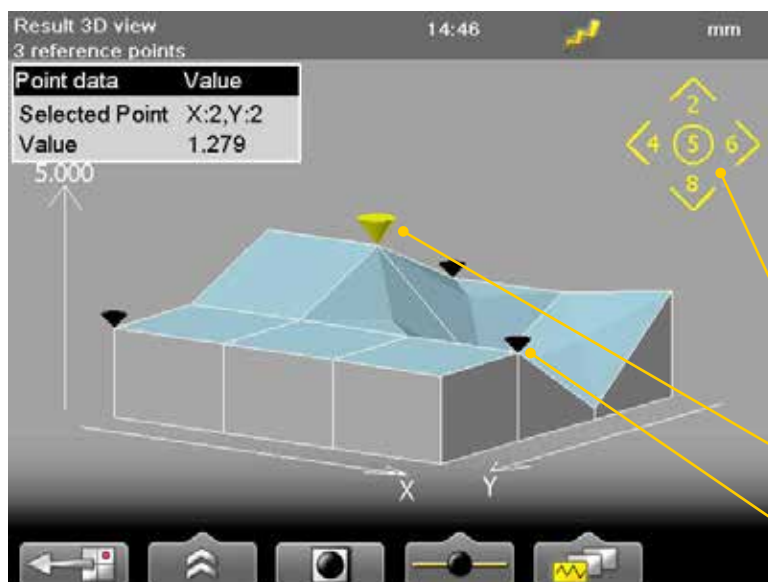 Result 3D view 14:46 mm
3 reference points
Point data Value
Selected Point X:2,Y:2
Value 1.279
5.000
2
4 5 6
8
X Y